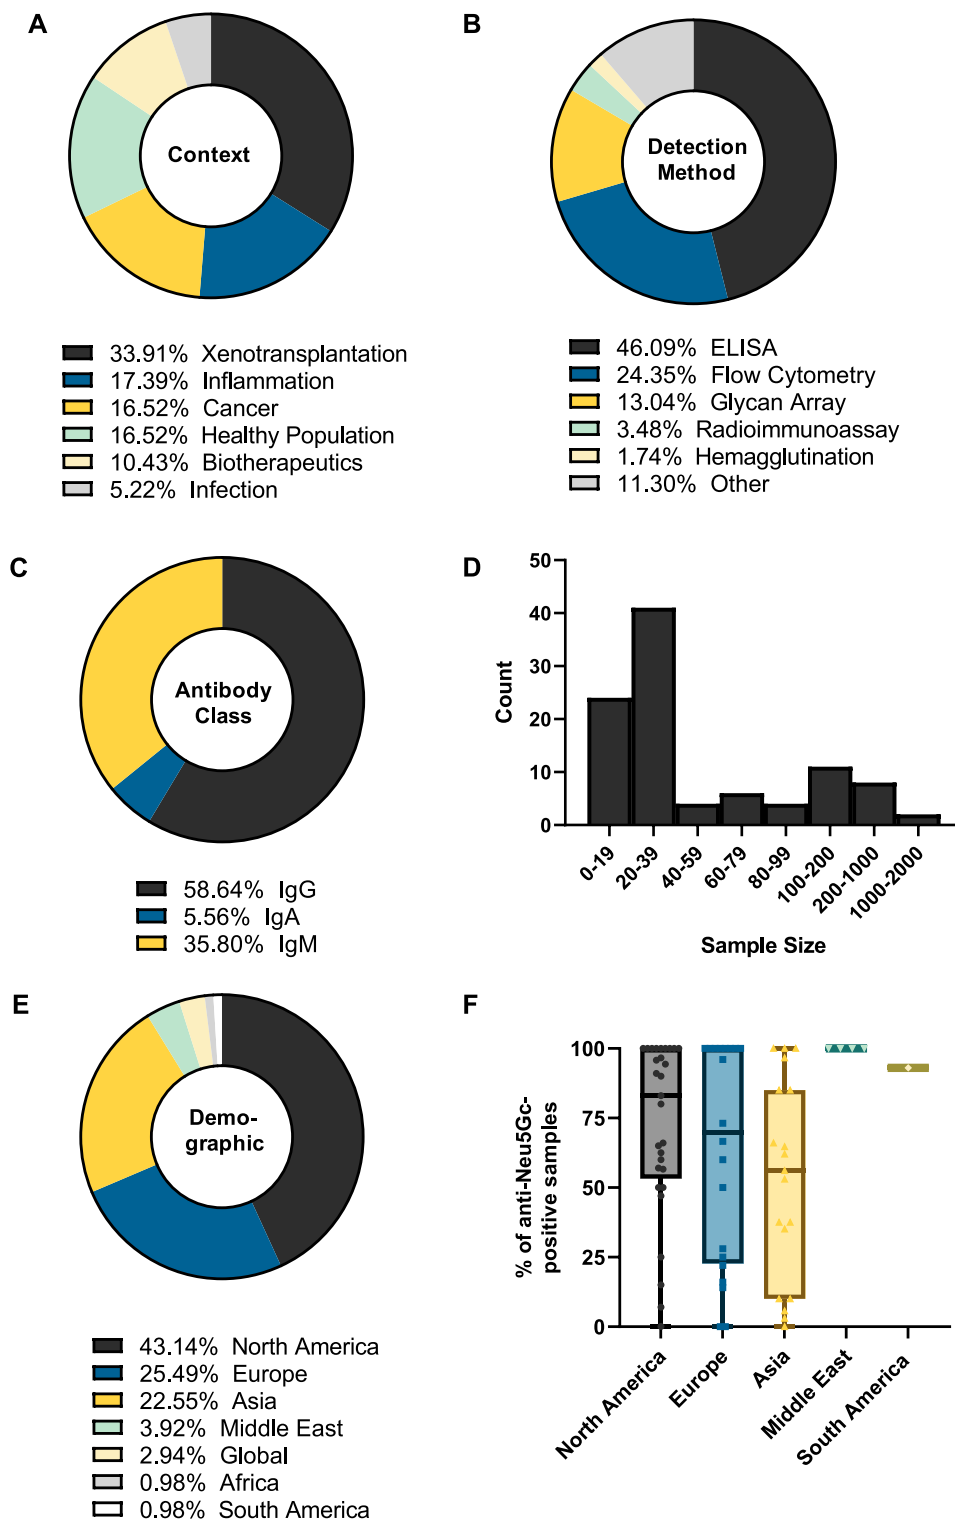 A
Context
33.91% Xenotransplantation
17.39% Inflammation
16.52% Cancer
16.52% Healthy Population
10.43% Biotherapeutics
5.22% Infection
B
Detection
Method
46.09% ELISA
24.35% Flow Cytometry
13.04% Glycan Array
3.48% Radioimmunoassay
1.74% Hemagglutination
11.30% Other
C
Antibody
Class
58.64% IgG
5.56% IgA
35.80% IgM
D
Count
50
40
30
20
10
0
0-19
20-39
40-59
60-79
80-99
100-200
200-1000
1000-2000
Sample Size
E
Demo-
graphic
43.14% North America
25.49% Europe
22.55% Asia
3.92% Middle East
2.94% Global
0.98% Africa
0.98% South America
F
% of anti-Neu5Gc-
positive samples
100
75
50
25
0
North America
Europe
Asia
Middle East
South America